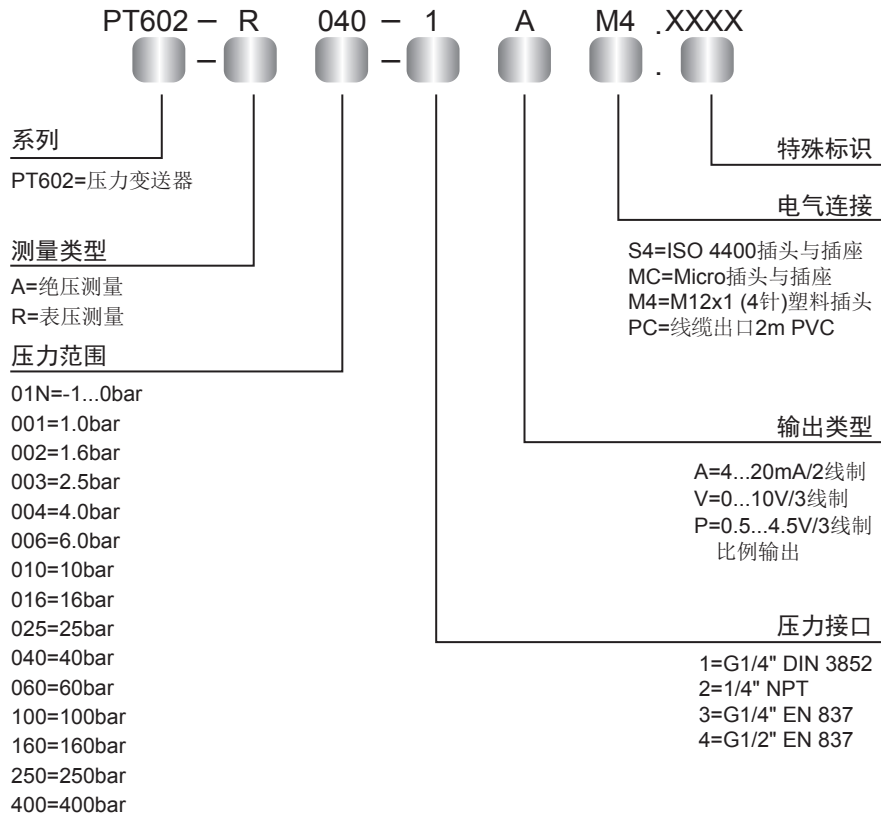 PT602 – R 040 – 1 A M4 .XXXX
– – .
系列
PT602=压力变送器
测量类型
A=绝压测量
R=表压测量
压力范围
01N=-1...0bar
001=1.0bar
002=1.6bar
003=2.5bar
004=4.0bar
006=6.0bar
010=10bar
016=16bar
025=25bar
040=40bar
060=60bar
100=100bar
160=160bar
250=250bar
400=400bar
特殊标识
电气连接
S4=ISO 4400插头与插座
MC=Micro插头与插座
M4=M12x1 (4针)塑料插头
PC=线缆出口2m PVC
输出类型
A=4...20mA/2线制
V=0...10V/3线制
P=0.5...4.5V/3线制
比例输出
压力接口
1=G1/4" DIN 3852
2=1/4" NPT
3=G1/4" EN 837
4=G1/2" EN 837